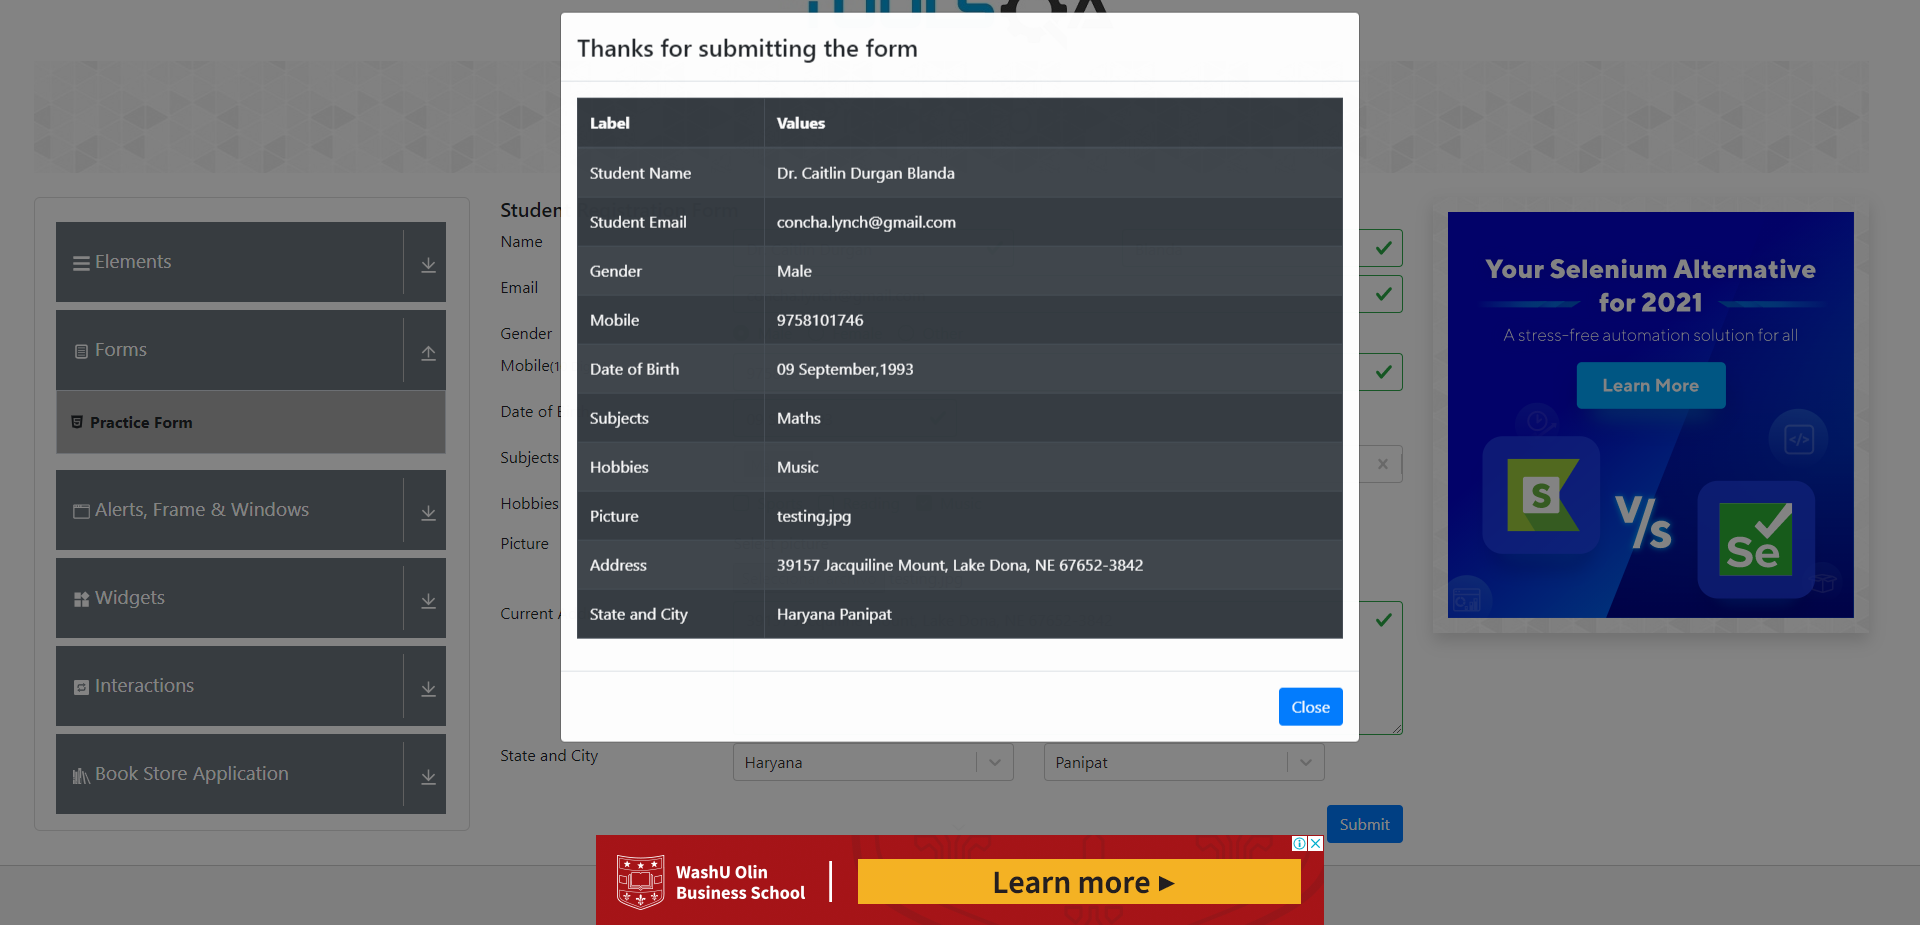 TOOLSQA
Thanks for submitting the form
Label Values
Student Name Dr. Caitlin Durgan Blanda
Student Email concha.lynch@gmail.com
Gender Male
Mobile 9758101746
Date of Birth 09 September,1993
Subjects Maths
Hobbies Music
Picture testing.jpg
Address 39157 Jacquiline Mount, Lake Dona, NE 67652-3842
State and City Haryana Panipat
Close
Elements
Forms
Practice Form
Alerts, Frame & Windows
Widgets
Interactions
Book Store Application
Studen
Name
Email
Gender
Mobile(1
Date of B
Subjects
Hobbies
Picture
Current A
State and City Haryana Panipat
Submit
Your Selenium Alternative
for 2021
A stress-free automation solution for all
Learn More
S V/s Se
WashU Olin
Business School
Learn more ►